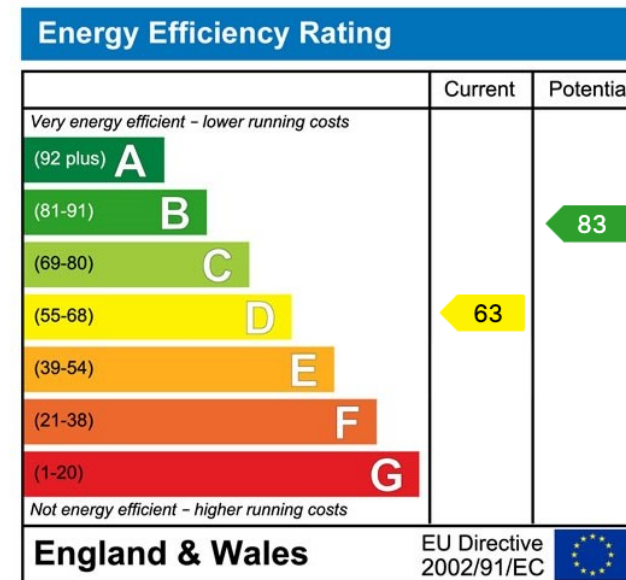 Energy Efficiency Rating
Current Potentia
Very energy efficient – lower running costs
(92 plus) A
(81-91) B
83
(69-80) C
(55-68) D
63
(39-54) E
(21-38) F
(1-20) G
Not energy efficient – higher running costs
England & Wales
EU Directive
2002/91/EC